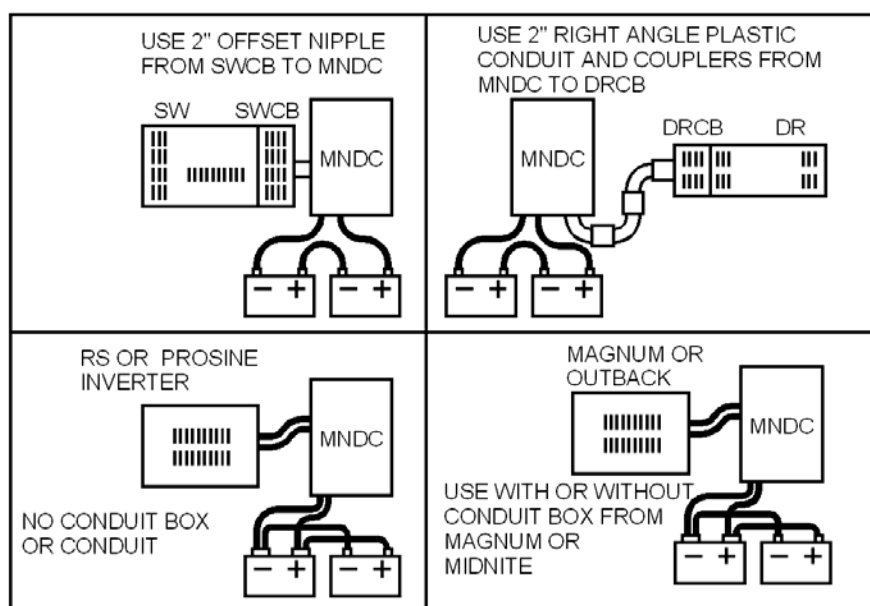 USE 2" OFFSET NIPPLE
FROM SWCB TO MNDC
SW
SWCB
MNDC
− +
− +
USE 2" RIGHT ANGLE PLASTIC
CONDUIT AND COUPLERS FROM
MNDC TO DRCB
MNDC
DRCB
DR
− +
− +
RS OR PROSINE
INVERTER
MNDC
NO CONDUIT BOX
OR CONDUIT
− +
− +
MAGNUM OR
OUTBACK
MNDC
USE WITH OR WITHOUT
CONDUIT BOX FROM
MAGNUM OR
MIDNITE
− +
− +